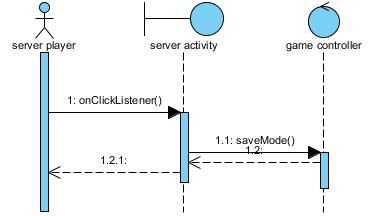 server player
server activity
game controller
1: onClickListener()
1.1: saveMode()
1.2:
1.2.1: